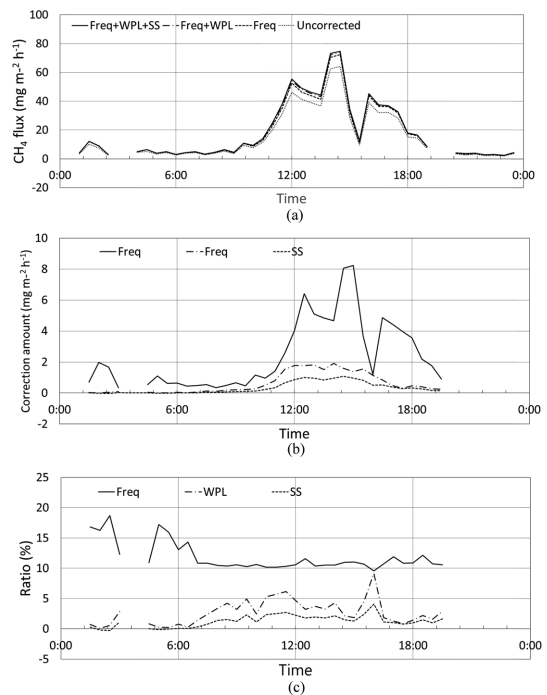 Freq+WPL+SS Freq+WPL Freq Uncorrected
100
80
60
40
20
0
-20
CH4 flux (mg m-2 h-1)
0:00 6:00 12:00 18:00 0:00
Time
(a)
Freq Freq SS
10
8
6
4
2
0
-2
Correction amount (mg m-2 h-1)
0:00 6:00 12:00 18:00 0:00
Time
(b)
Freq WPL SS
25
20
15
10
5
0
-5
Ratio (%)
0:00 6:00 12:00 18:00 0:00
Time
(c)